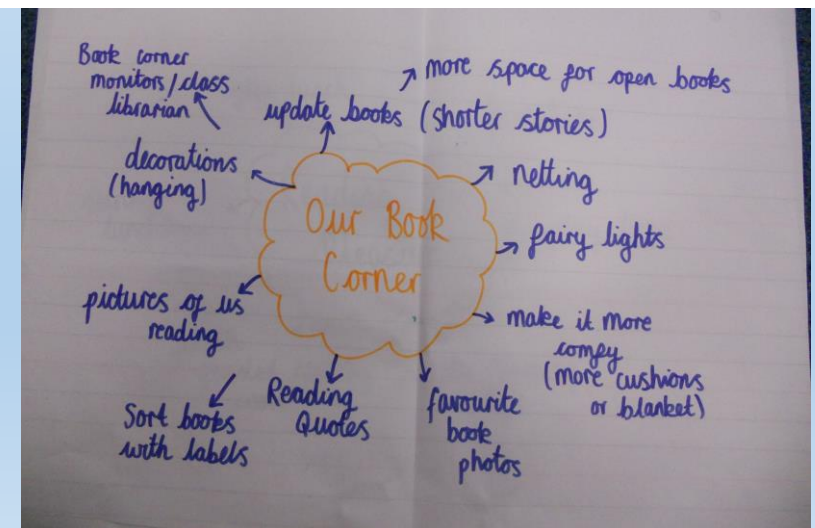 Book corner
monitors/class
librarian
more space for open books
update books (shorter stories)
decorations
(hanging)
netting
Our Book
Corner
fairy lights
pictures of us
reading
make it more
comfy
(more cushions
or blanket)
Sort books
with labels
Reading
Quotes
favourite
book
photos